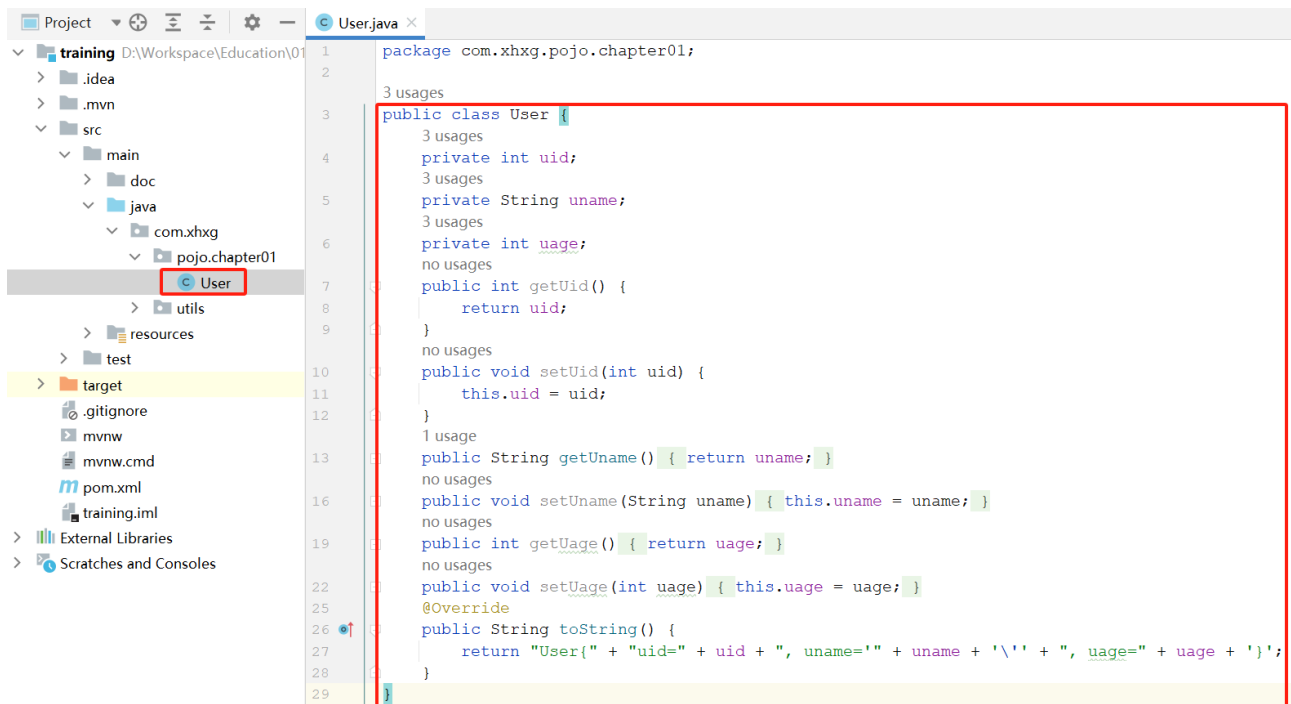 Project
training D:\Workspace\Education\01
.idea
.mvn
src
main
doc
java
com.xhxg
pojo.chapter01
C User
utils
resources
test
target
.gitignore
mvnw
mvnw.cmd
m pom.xml
training.iml
External Libraries
Scratches and Consoles
C User.java
1 package com.xhxg.pojo.chapter01;
2
3 usages
3 public class User {
3 usages
4 private int uid;
3 usages
5 private String uname;
3 usages
6 private int uage;
no usages
7 public int getUid() {
8 return uid;
9 }
no usages
10 public void setUid(int uid) {
11 this.uid = uid;
12 }
1 usage
13 public String getUname() { return uname; }
no usages
16 public void setUname(String uname) { this.uname = uname; }
no usages
19 public int getUage() { return uage; }
no usages
22 public void setUage(int uage) { this.uage = uage; }
25 @Override
26 public String toString() {
27 return "User{" + "uid=" + uid + ", uname='" + uname + '\'' + ", uage=" + uage + '}';
28 }
29 }